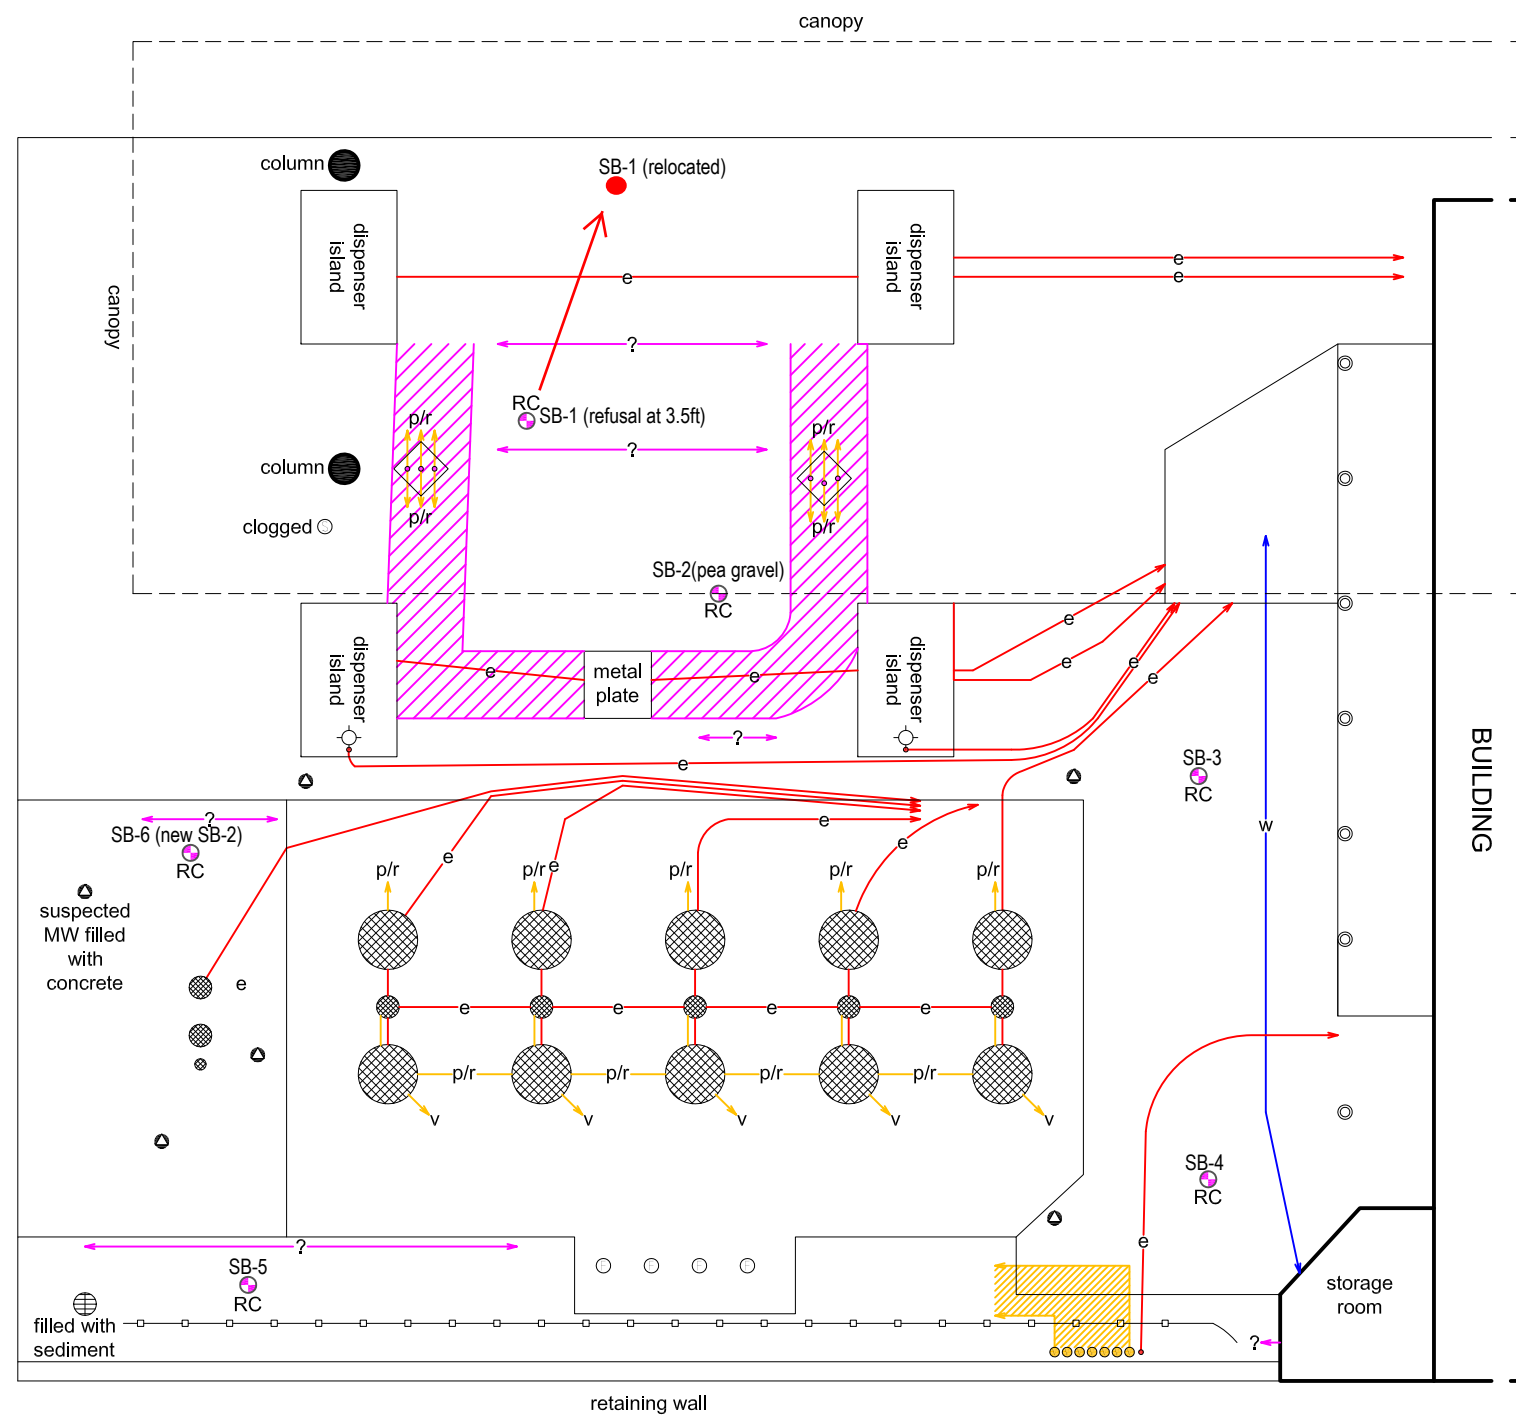 canopy
column
SB-1 (relocated)
dispenser
island
dispenser
island
e
e
e
canopy
?
RC
SB-1 (refusal at 3.5ft)
p/r
p/r
?
column
p/r
p/r
clogged
SB-2(pea gravel)
RC
dispenser
island
dispenser
island
metal
plate
e
e
e
e
e
e
?
e
SB-3
RC
BUILDING
w
?
SB-6 (new SB-2)
RC
e
e
e
e
p/r
p/r
p/r
p/r
p/r
suspected
MW filled
with
concrete
e
e
e
e
e
p/r
p/r
p/r
p/r
v
v
v
v
v
SB-4
RC
e
?
SB-5
RC
storage
room
filled with
sediment
?
retaining wall